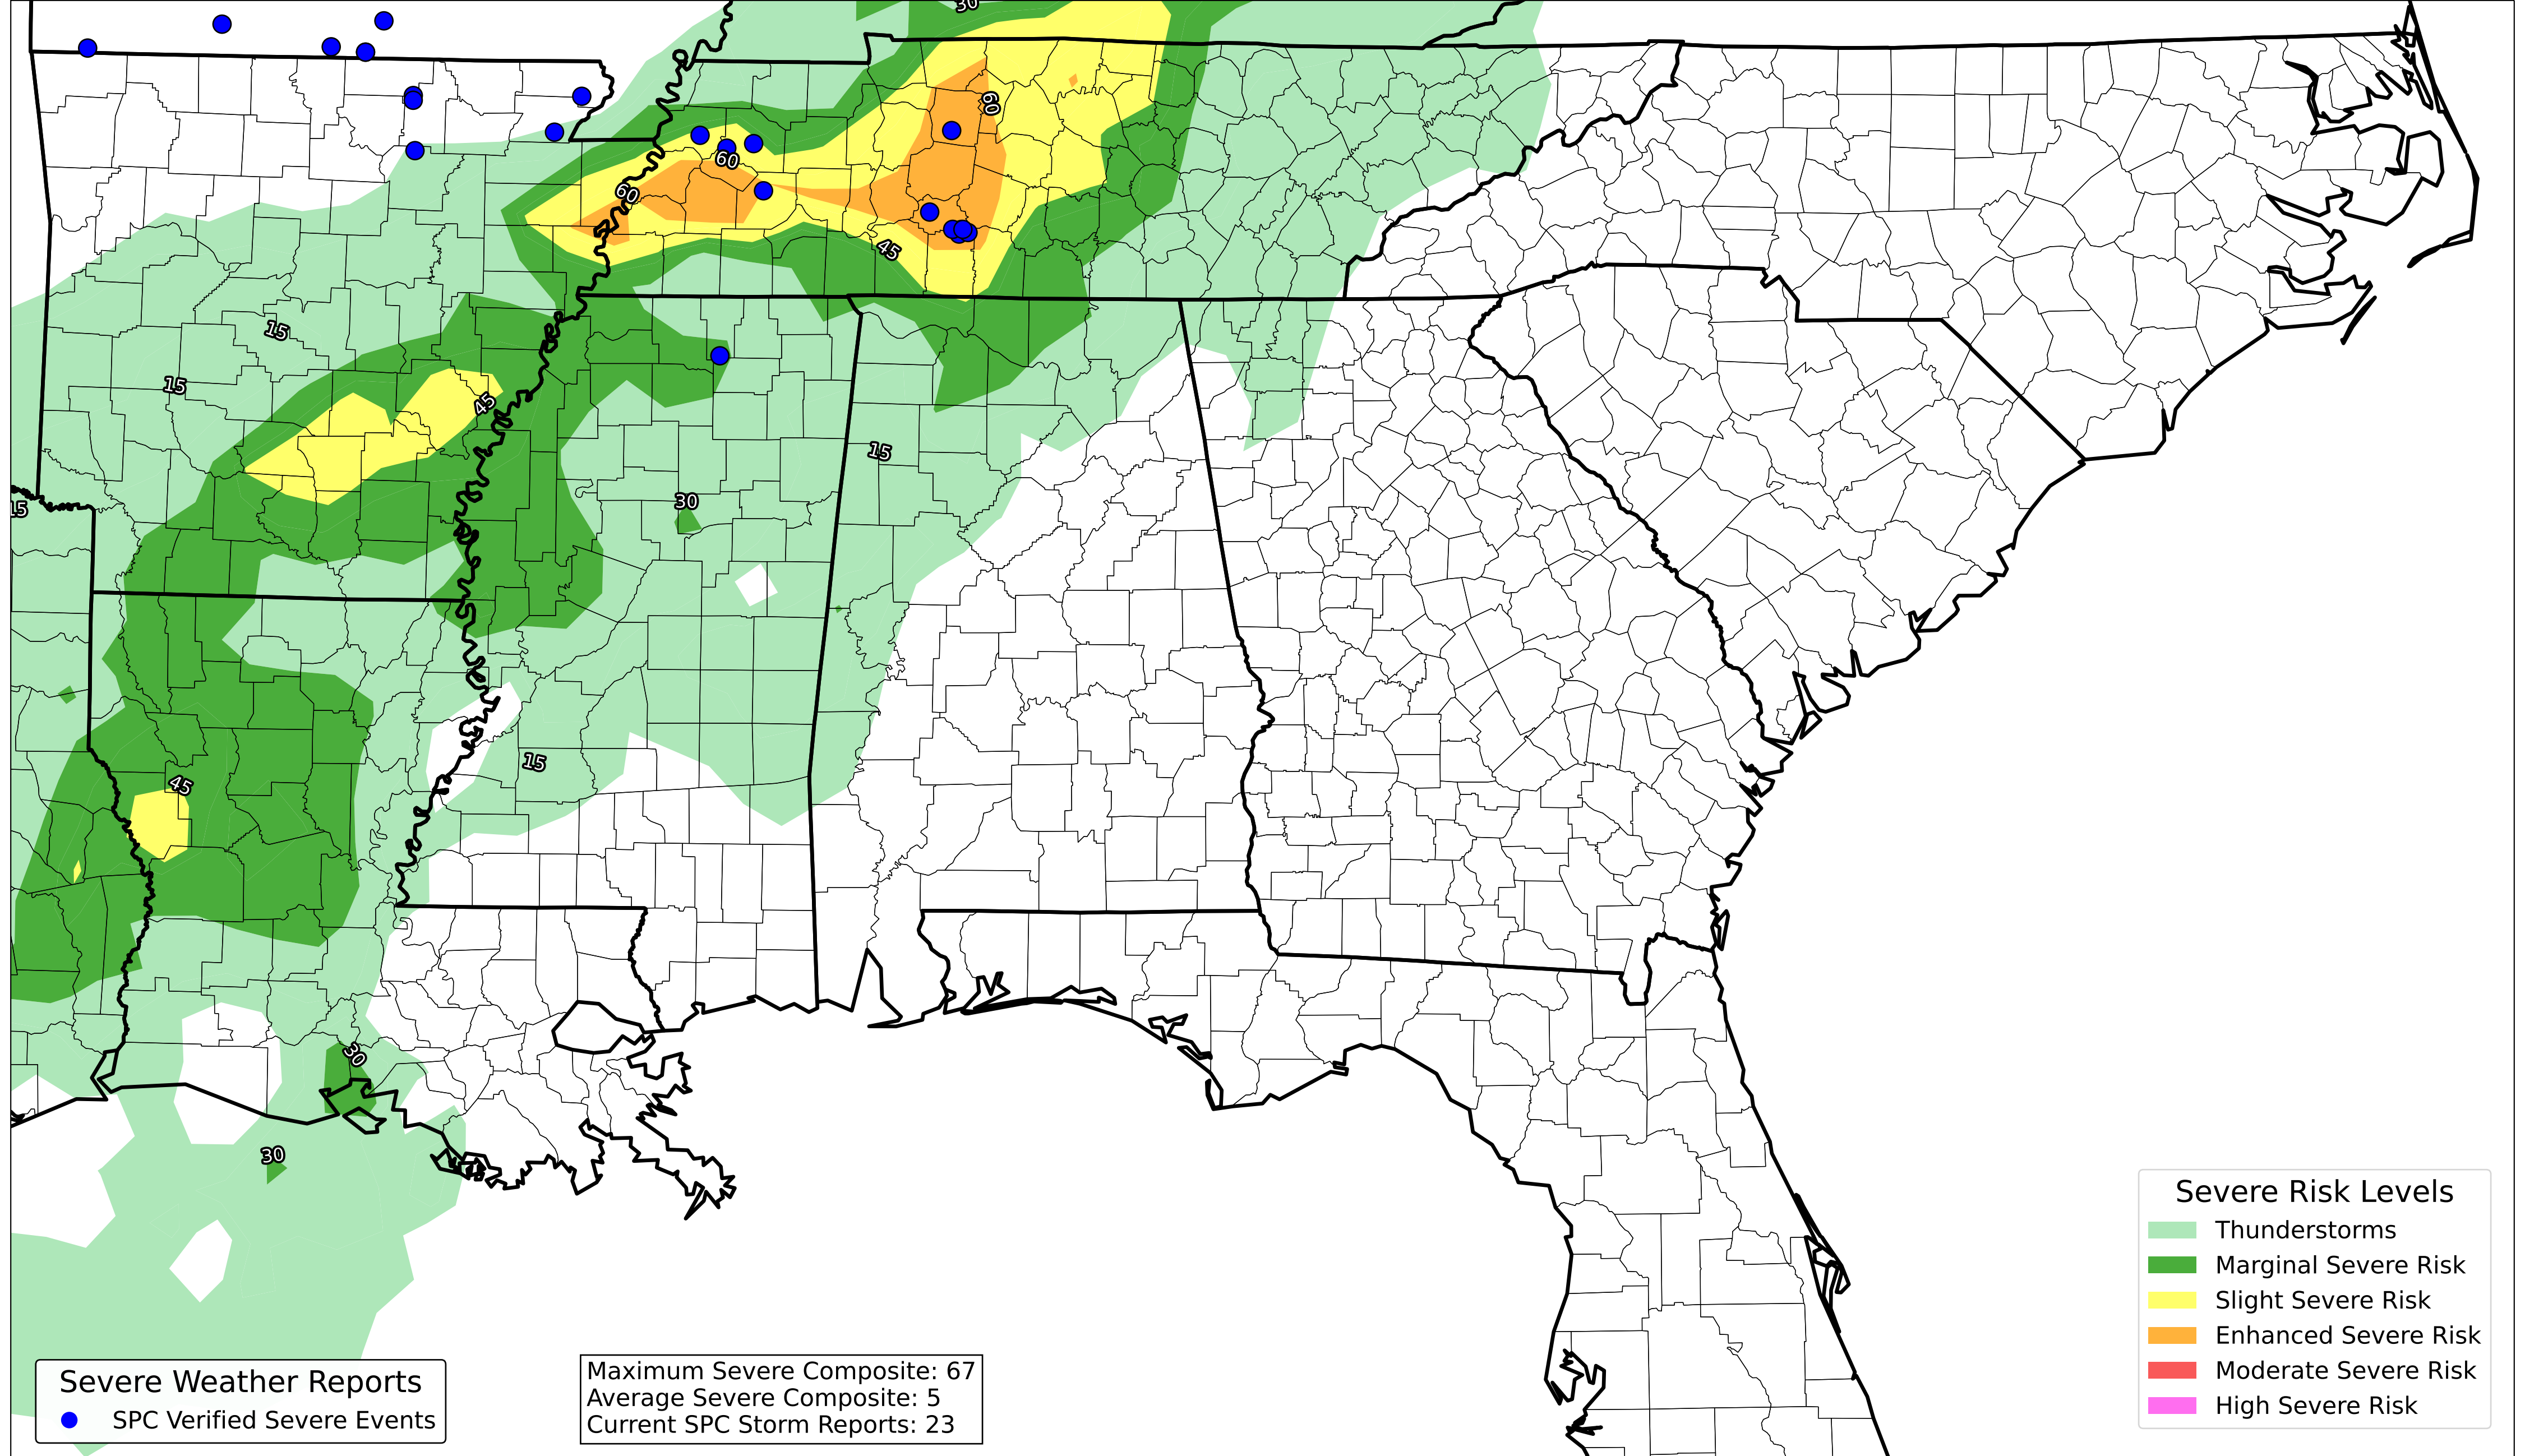 30
60
60
60
45
15
15
45
15
30
15
15
45
30
30
Severe Risk Levels
Thunderstorms
Marginal Severe Risk
Slight Severe Risk
Enhanced Severe Risk
Moderate Severe Risk
High Severe Risk
Severe Weather Reports
SPC Verified Severe Events
Maximum Severe Composite: 67
Average Severe Composite: 5
Current SPC Storm Reports: 23